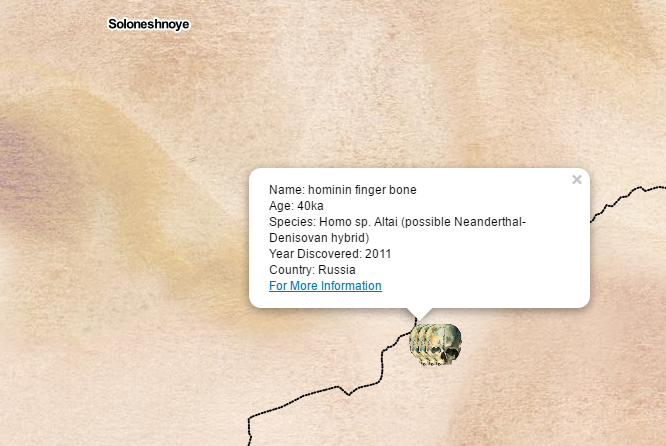 Soloneshnoye
Name: hominin finger bone
Age: 40ka
Species: Homo sp. Altai (possible Neanderthal-
Denisovan hybrid)
Year Discovered: 2011
Country: Russia
For More Information